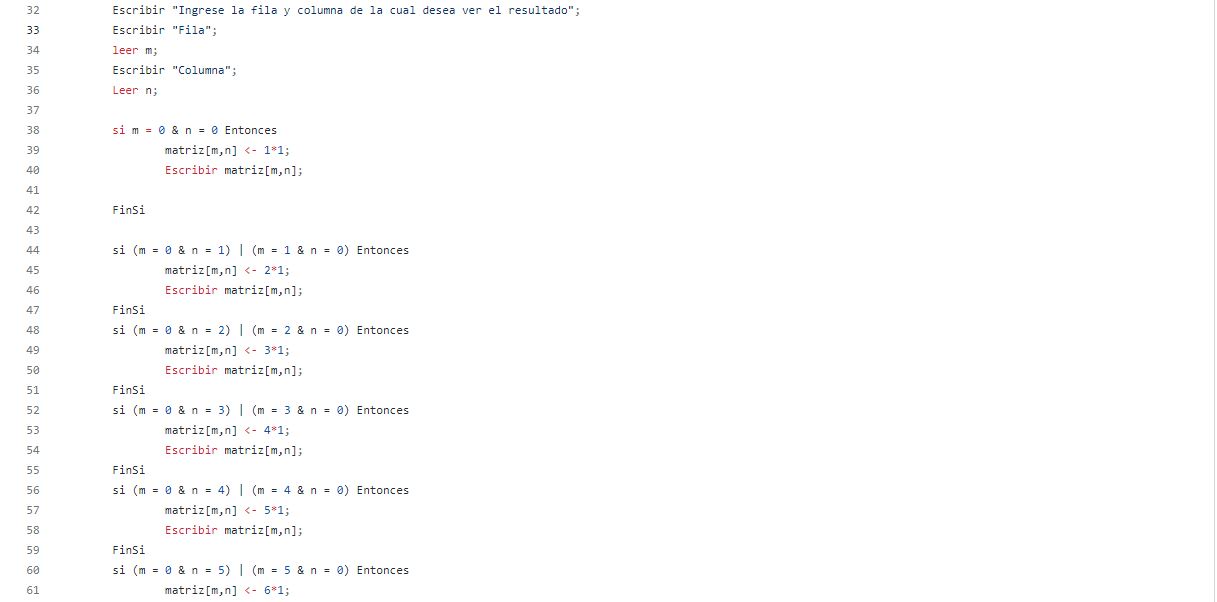 32 Escribir "Ingrese la fila y columna de la cual desea ver el resultado";
33 Escribir "Fila";
34 leer m;
35 Escribir "Columna";
36 Leer n;
37
38 si m = 0 & n = 0 Entonces
39 matriz[m,n] <- 1*1;
40 Escribir matriz[m,n];
41
42 FinSi
43
44 si (m = 0 & n = 1) | (m = 1 & n = 0) Entonces
45 matriz[m,n] <- 2*1;
46 Escribir matriz[m,n];
47 FinSi
48 si (m = 0 & n = 2) | (m = 2 & n = 0) Entonces
49 matriz[m,n] <- 3*1;
50 Escribir matriz[m,n];
51 FinSi
52 si (m = 0 & n = 3) | (m = 3 & n = 0) Entonces
53 matriz[m,n] <- 4*1;
54 Escribir matriz[m,n];
55 FinSi
56 si (m = 0 & n = 4) | (m = 4 & n = 0) Entonces
57 matriz[m,n] <- 5*1;
58 Escribir matriz[m,n];
59 FinSi
60 si (m = 0 & n = 5) | (m = 5 & n = 0) Entonces
61 matriz[m,n] <- 6*1;